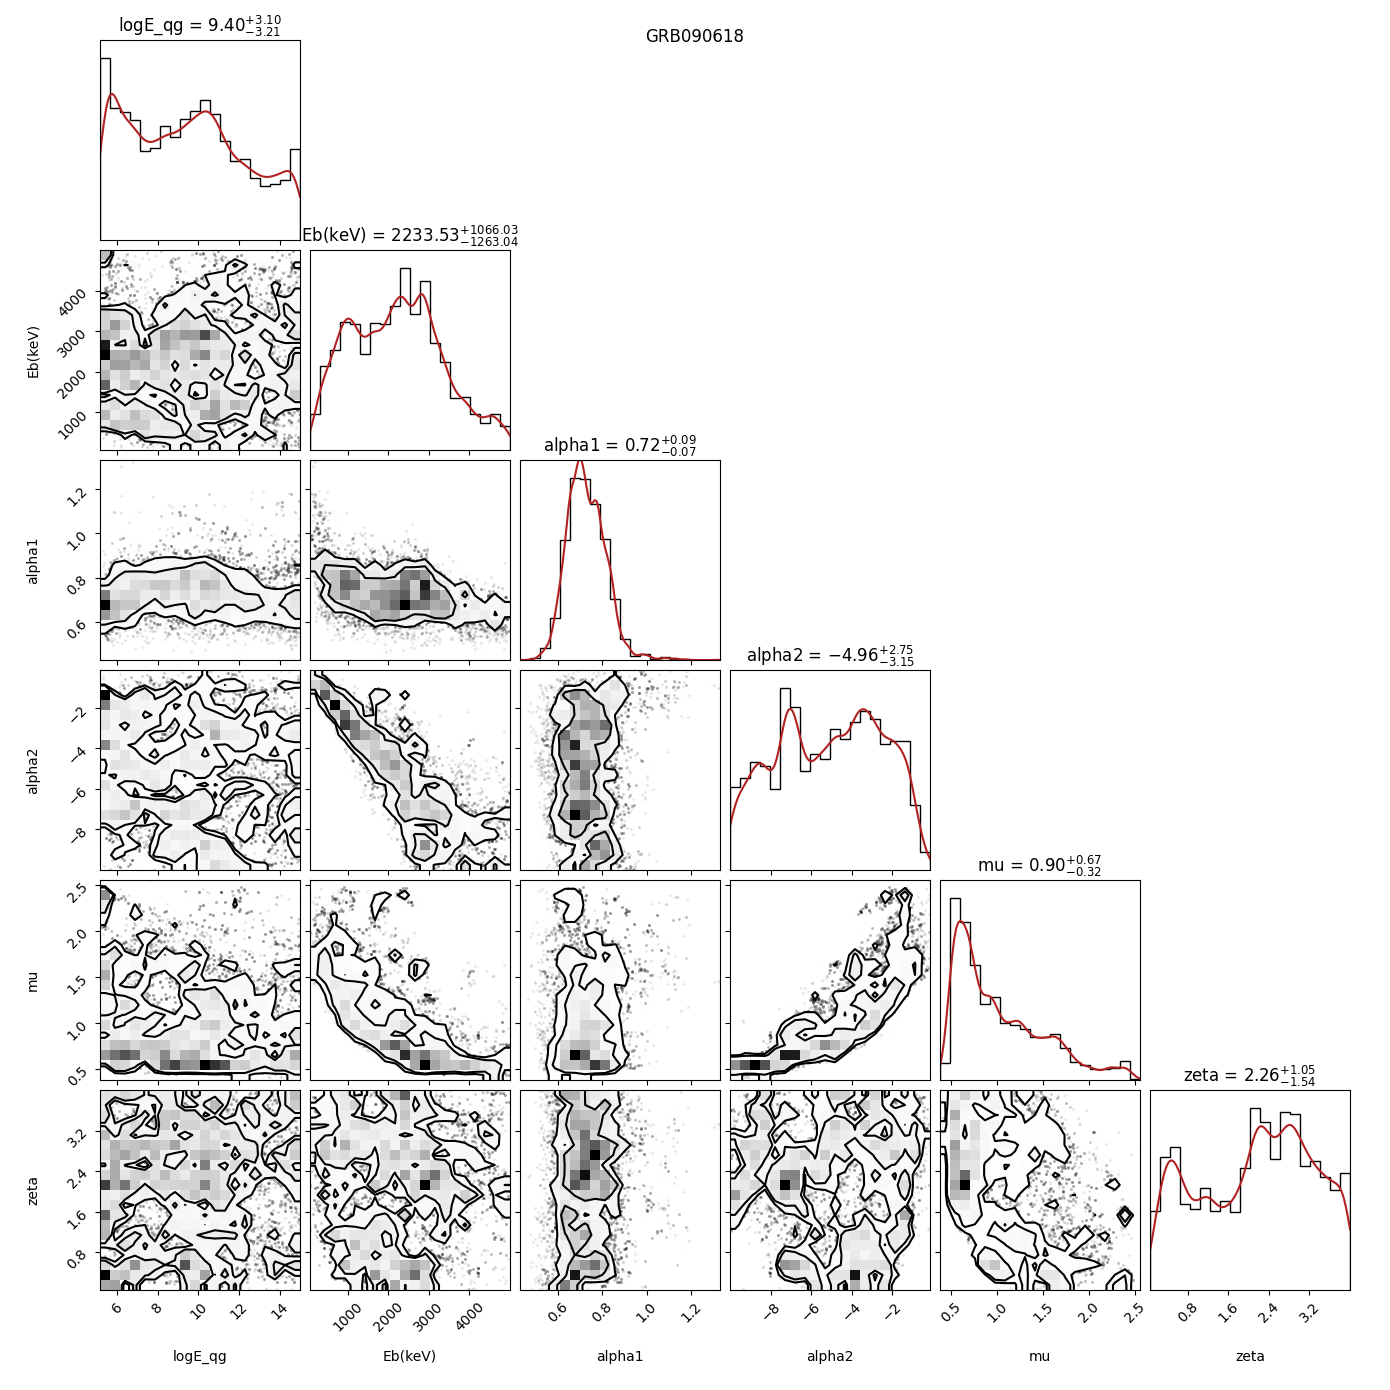 GRB090618
logE_qg = 9.40+3.10−3.21
Eb(keV) = 2233.53+1066.03−1263.04
alpha1 = 0.72+0.09−0.07
alpha2 = −4.96+2.75−3.15
mu = 0.90+0.67−0.32
zeta = 2.26+1.05−1.54
Eb(keV)
4000
3000
2000
1000
alpha1
1.2
1.0
0.8
0.6
alpha2
−2
−4
−6
−8
mu
2.5
2.0
1.5
1.0
0.5
zeta
3.2
2.4
1.6
0.8
6 8 10 12 14
1000 2000 3000 4000
0.6 0.8 1.0 1.2
−8 −6 −4 −2
0.5 1.0 1.5 2.0 2.5
0.8 1.6 2.4 3.2
logE_qg Eb(keV) alpha1 alpha2 mu zeta